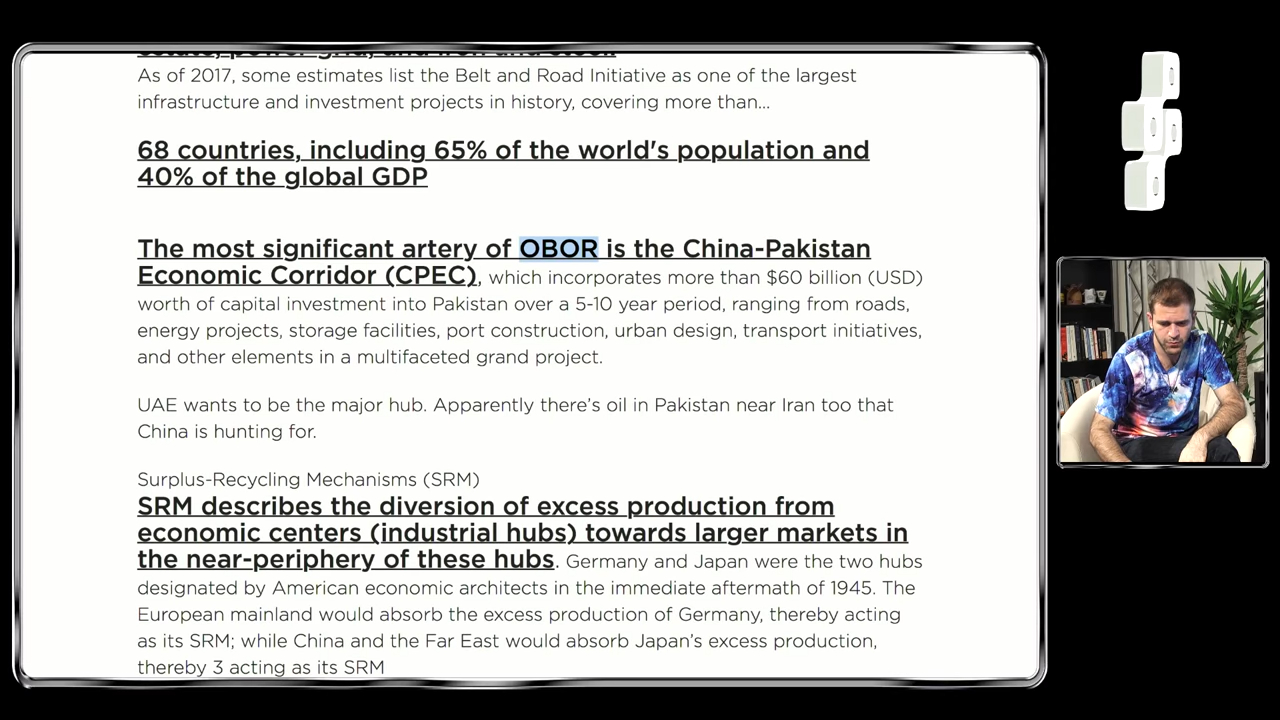 As of 2017, some estimates list the Belt and Road Initiative as one of the largest
infrastructure and investment projects in history, covering more than...
68 countries, including 65% of the world's population and
40% of the global GDP
The most significant artery of OBOR is the China-Pakistan
Economic Corridor (CPEC), which incorporates more than $60 billion (USD)
worth of capital investment into Pakistan over a 5-10 year period, ranging from roads,
energy projects, storage facilities, port construction, urban design, transport initiatives,
and other elements in a multifaceted grand project.
UAE wants to be the major hub. Apparently there's oil in Pakistan near Iran too that
China is hunting for.
Surplus-Recycling Mechanisms (SRM)
SRM describes the diversion of excess production from
economic centers (industrial hubs) towards larger markets in
the near-periphery of these hubs. Germany and Japan were the two hubs
designated by American economic architects in the immediate aftermath of 1945. The
European mainland would absorb the excess production of Germany, thereby acting
as its SRM; while China and the Far East would absorb Japan's excess production,
thereby 3 acting as its SRM